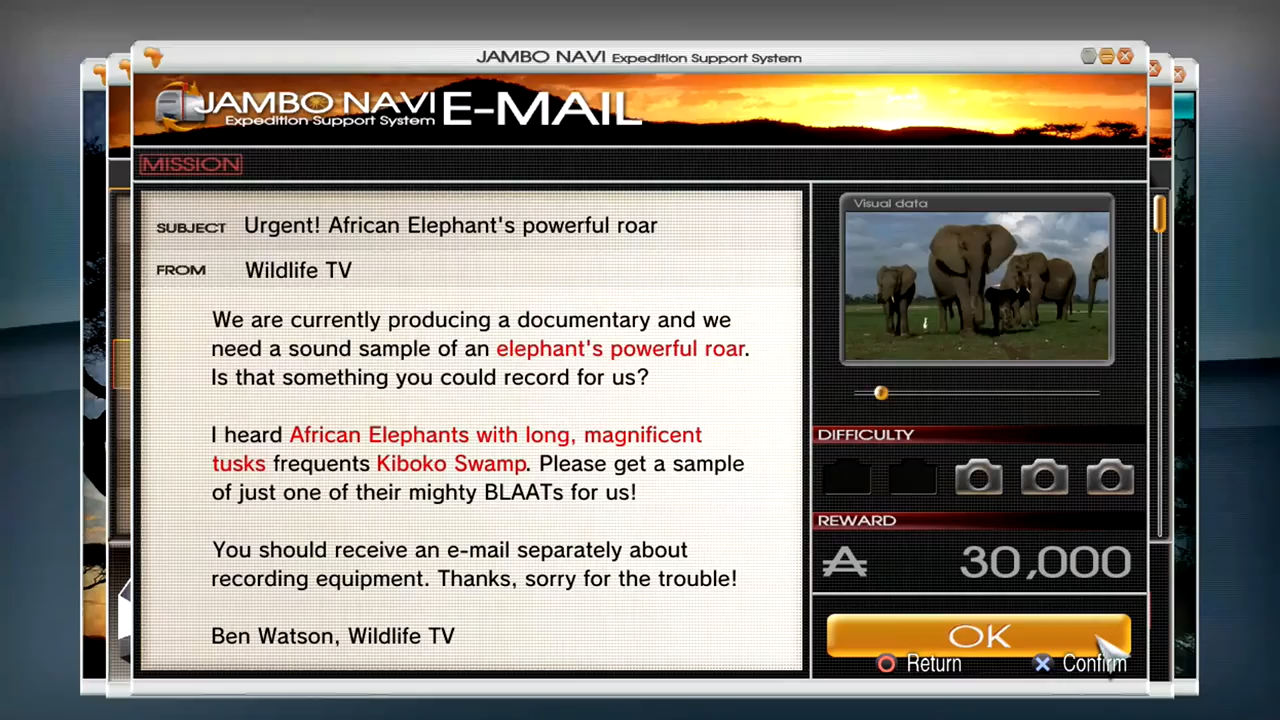 JAMBO NAVI Expedition Support System
JAMBO NAVI E-MAIL
Expedition Support System
MISSION
SUBJECT Urgent! African Elephant's powerful roar
FROM Wildlife TV
We are currently producing a documentary and we
need a sound sample of an elephant's powerful roar.
Is that something you could record for us?
I heard African Elephants with long, magnificent
tusks frequents Kiboko Swamp. Please get a sample
of just one of their mighty BLAATs for us!
You should receive an e-mail separately about
recording equipment. Thanks, sorry for the trouble!
Ben Watson, Wildlife TV
Visual data
DIFFICULTY
REWARD
30,000
OK
Return Confirm